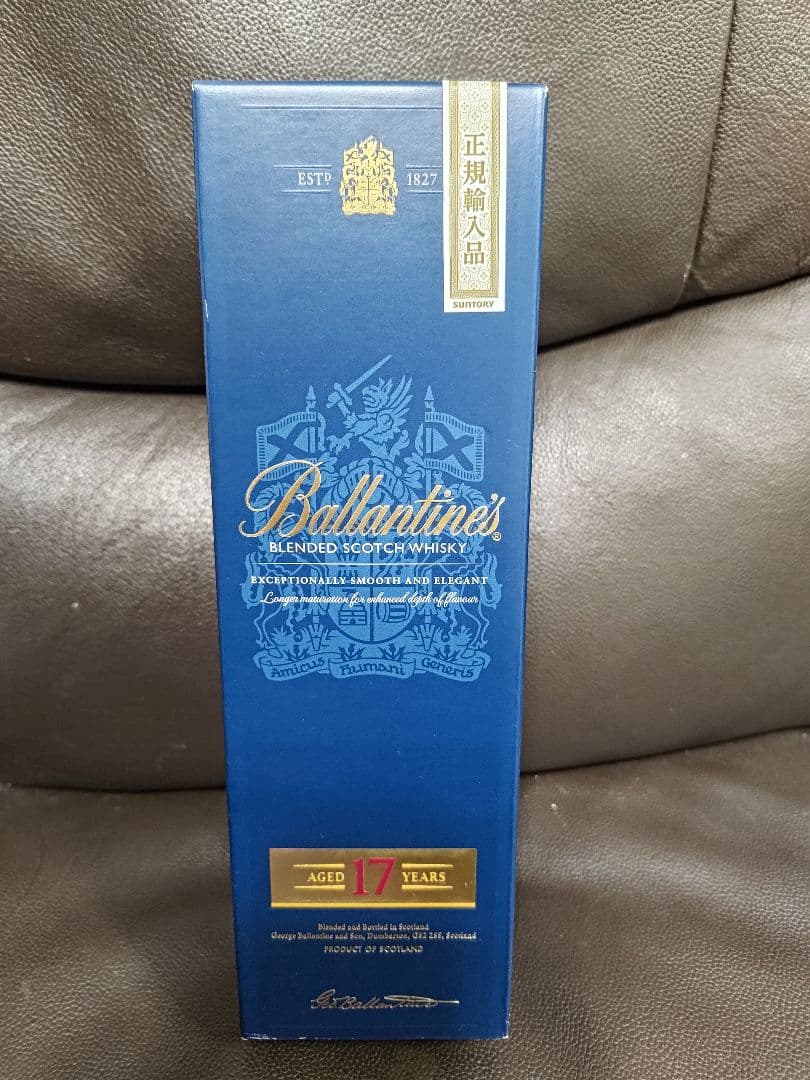 ESTD 1827
正規輸入品
SUNTORY
Ballantine's®
BLENDED SCOTCH WHISKY
EXCEPTIONALLY SMOOTH AND ELEGANT
Longer maturation for enhanced depth of flavour
Amicus Humani Generis
AGED 17 YEARS
Blended and Bottled in Scotland
George Ballantine and Son, Dumbarton, G82 2SS, Scotland
PRODUCT OF SCOTLAND
Geo. Ballantine